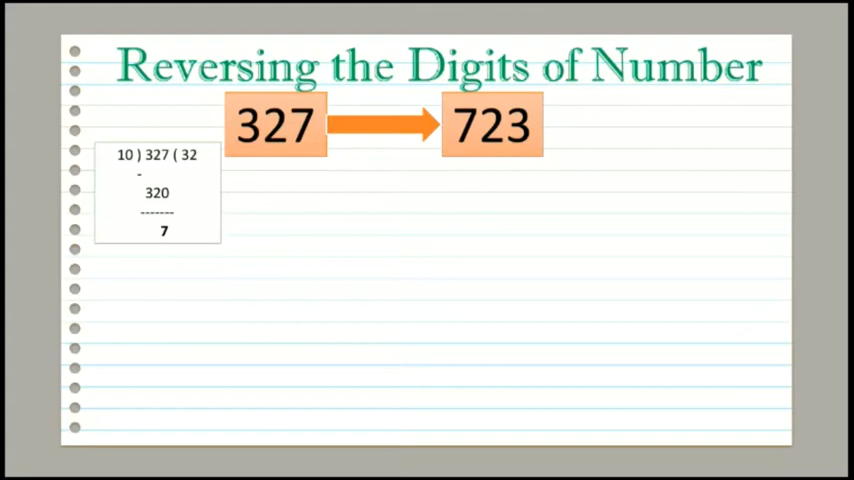 Reversing the Digits of Number
327 723
10 ) 327 ( 32
-
320
-------
7